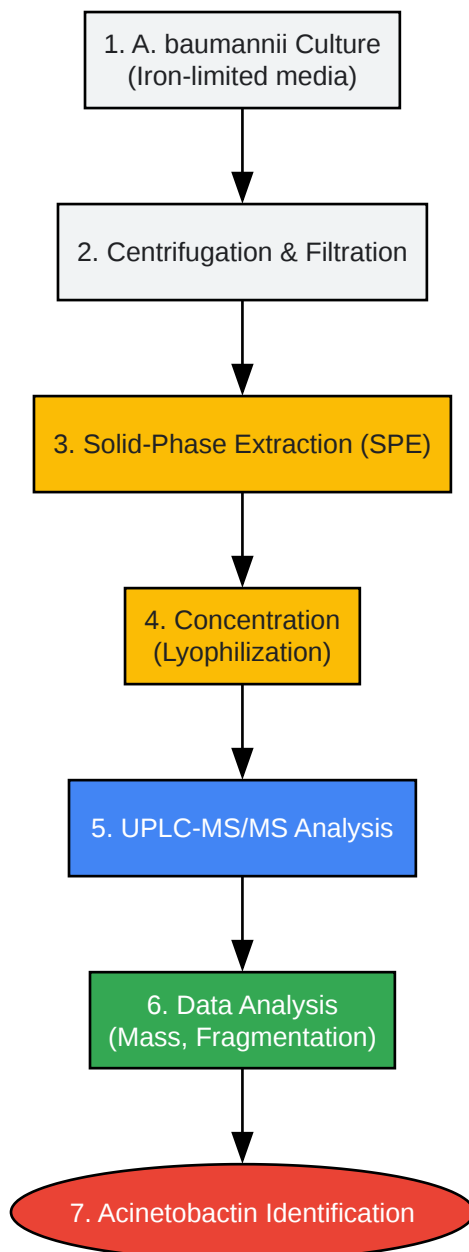 1. A. baumannii Culture
(Iron-limited media)
2. Centrifugation & Filtration
3. Solid-Phase Extraction (SPE)
4. Concentration
(Lyophilization)
5. UPLC-MS/MS Analysis
6. Data Analysis
(Mass, Fragmentation)
7. Acinetobactin Identification